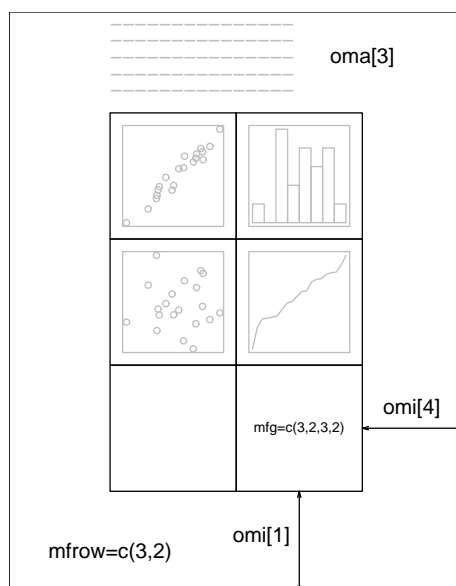 oma[3]
omi[4]
mfg=c(3,2,3,2)
omi[1]
mfrow=c(3,2)